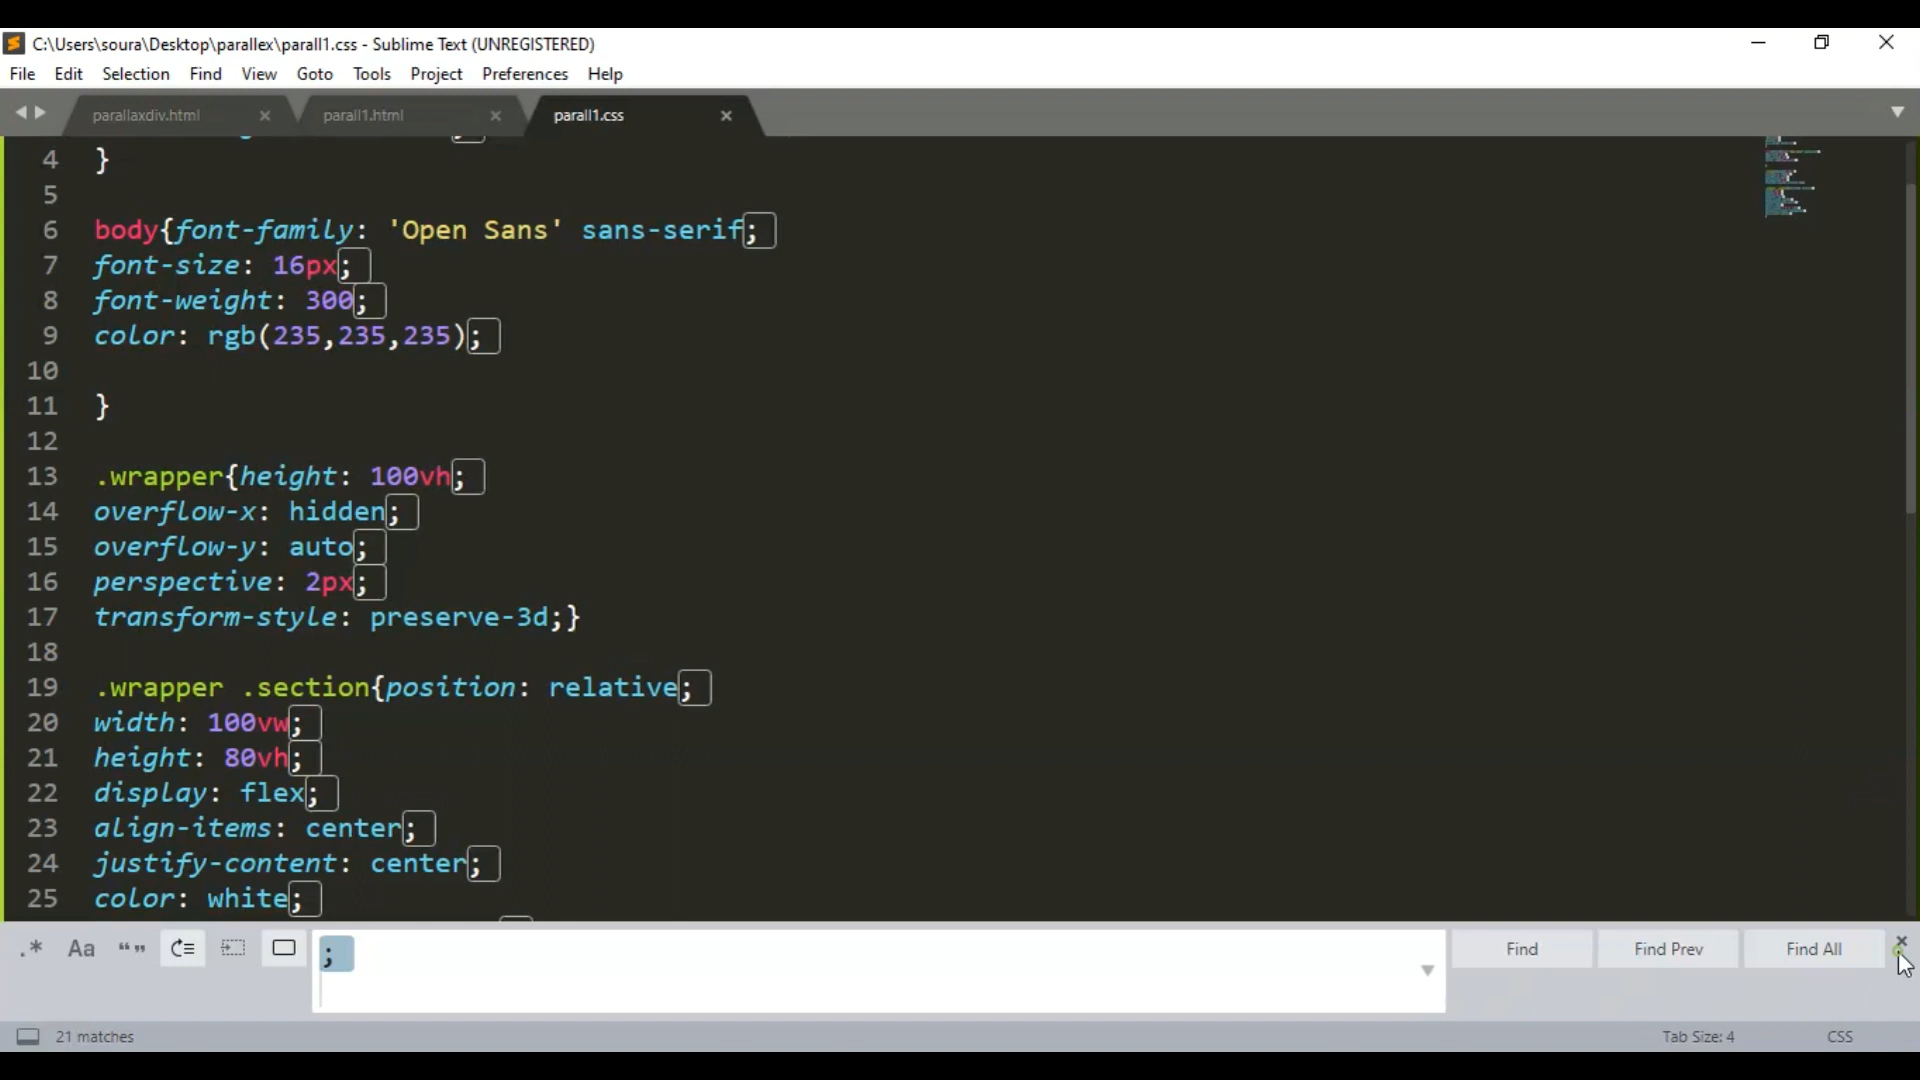 C:\Users\soura\Desktop\parallex\parall1.css - Sublime Text (UNREGISTERED)
File Edit Selection Find View Goto Tools Project Preferences Help
parallaxdiv.html parall1.html parall1.css
4 }
5
6 body{font-family: 'Open Sans' sans-serif;
7 font-size: 16px;
8 font-weight: 300;
9 color: rgb(235,235,235);
10
11 }
12
13 .wrapper{height: 100vh;
14 overflow-x: hidden;
15 overflow-y: auto;
16 perspective: 2px;
17 transform-style: preserve-3d;}
18
19 .wrapper .section{position: relative;
20 width: 100vw;
21 height: 80vh;
22 display: flex;
23 align-items: center;
24 justify-content: center;
25 color: white;
.* Aa “” ; Find Find Prev Find All
21 matches Tab Size: 4 CSS